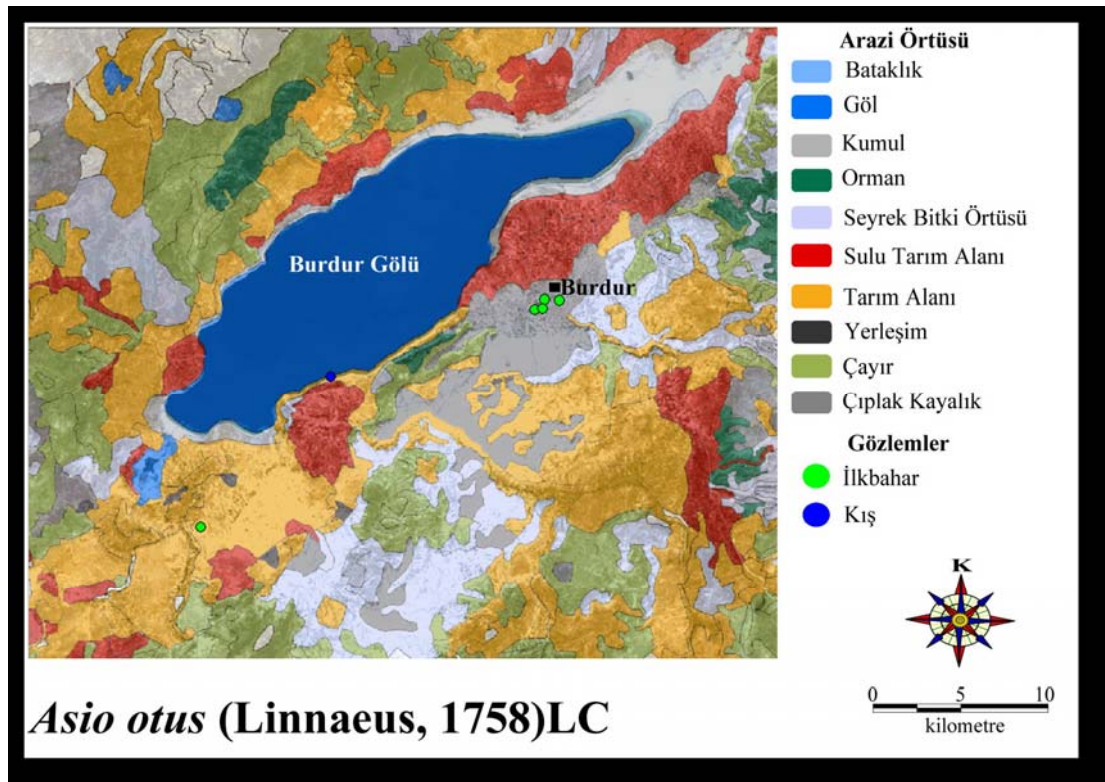 Arazi Örtüsü
Bataklık
Göl
Kumul
Orman
Seyrek Bitki Örtüsü
Sulu Tarım Alanı
Tarım Alanı
Yerleşim
Çayır
Çıplak Kayalık
Gözlemler
İlkbahar
Kış
Burdur Gölü
Burdur
K
0 5 10
kilometre
Asio otus (Linnaeus, 1758)LC